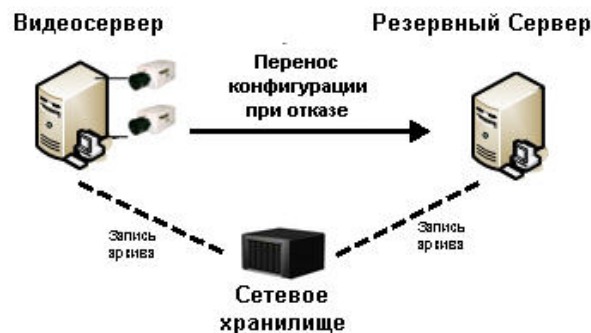 Видеосервер
Резервный Сервер
Перенос
конфигурации
при отказе
Запись
архива
Запись
архива
Сетевое
хранилище